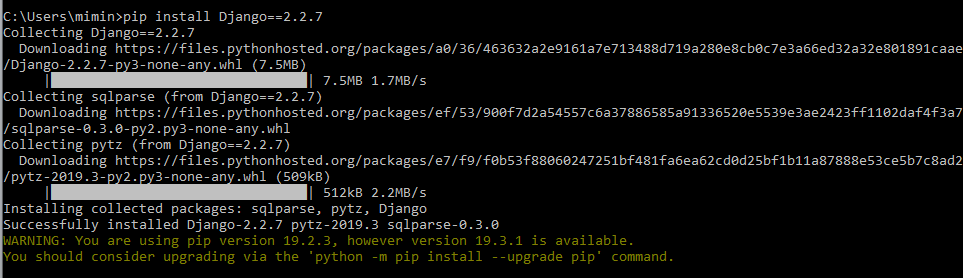 C:\Users\mimin>pip install Django==2.2.7
Collecting Django==2.2.7
  Downloading https://files.pythonhosted.org/packages/a0/36/463632a2e9161a7e713488d719a280e8cb0c7e3a66ed32a32e801891caae
/Django-2.2.7-py3-none-any.whl (7.5MB)
     |████████████████████████████████| 7.5MB 1.7MB/s
Collecting sqlparse (from Django==2.2.7)
  Downloading https://files.pythonhosted.org/packages/ef/53/900f7d2a54557c6a37886585a91336520e5539e3ae2423ff1102daf4f3a7
/sqlparse-0.3.0-py2.py3-none-any.whl
Collecting pytz (from Django==2.2.7)
  Downloading https://files.pythonhosted.org/packages/e7/f9/f0b53f88060247251bf481fa6ea62cd0d25bf1b11a87888e53ce5b7c8ad2
/pytz-2019.3-py2.py3-none-any.whl (509kB)
     |████████████████████████████████| 512kB 2.2MB/s
Installing collected packages: sqlparse, pytz, Django
Successfully installed Django-2.2.7 pytz-2019.3 sqlparse-0.3.0
WARNING: You are using pip version 19.2.3, however version 19.3.1 is available.
You should consider upgrading via the 'python -m pip install --upgrade pip' command.